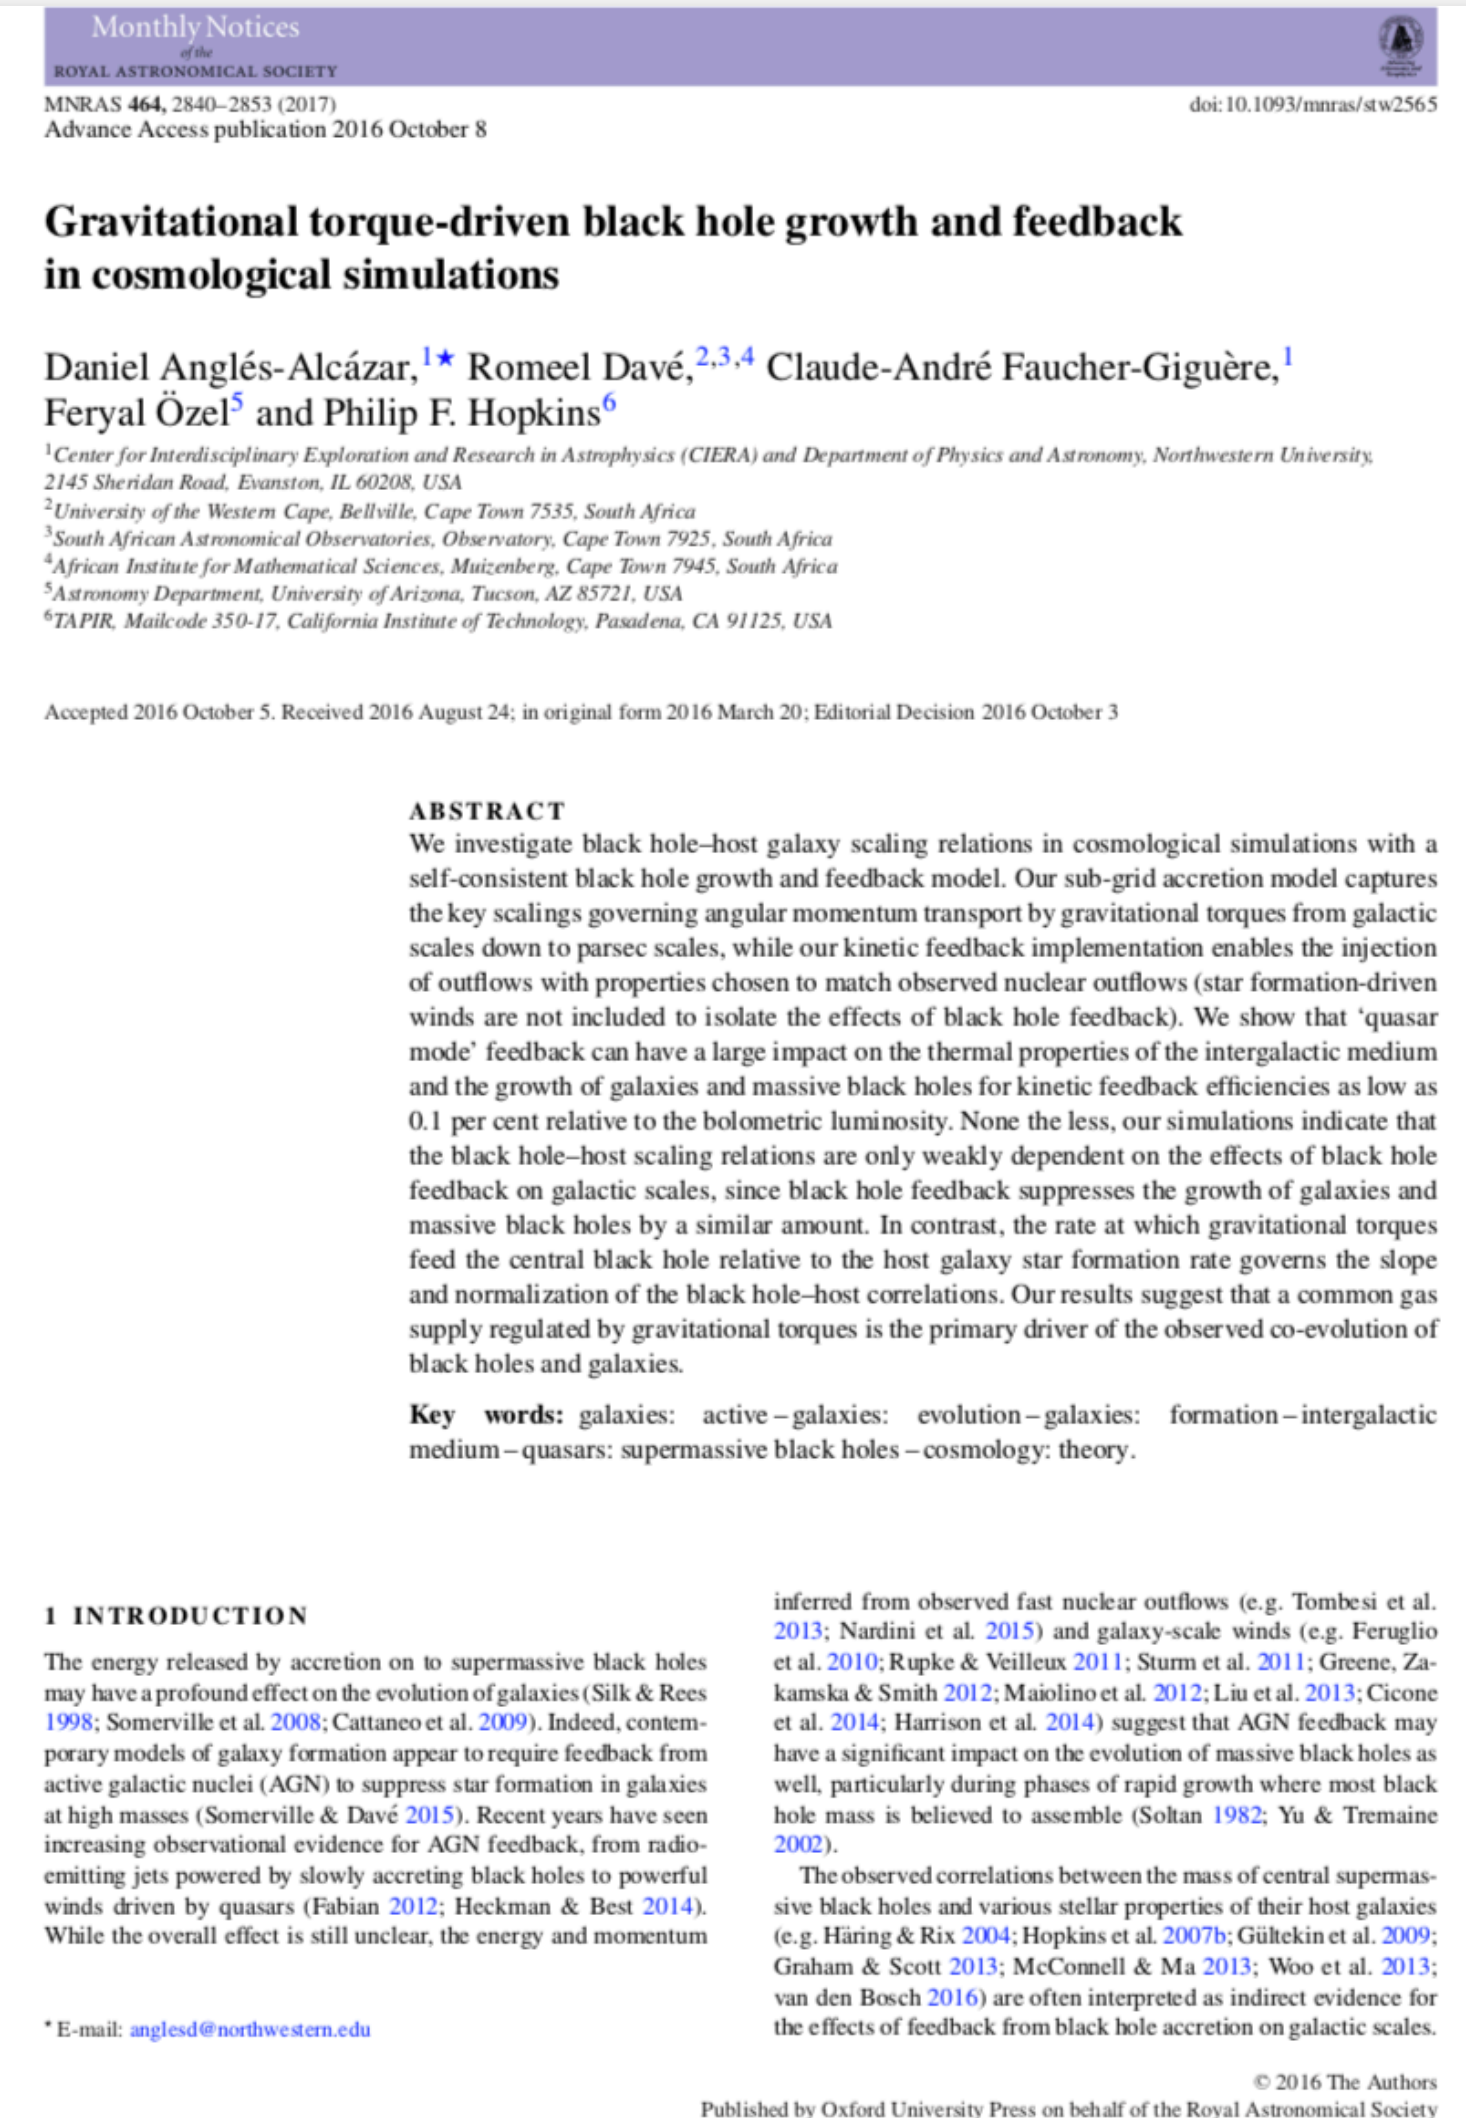 Monthly Notices
of the
ROYAL ASTRONOMICAL SOCIETY
MNRAS 464, 2840–2853 (2017)
doi:10.1093/mnras/stw2565
Advance Access publication 2016 October 8
Gravitational torque-driven black hole growth and feedback
in cosmological simulations
Daniel Anglés-Alcázar,1★ Romeel Davé,2,3,4 Claude-André Faucher-Giguère,1
Feryal Özel5 and Philip F. Hopkins6
1Center for Interdisciplinary Exploration and Research in Astrophysics (CIERA) and Department of Physics and Astronomy, Northwestern University,
2145 Sheridan Road, Evanston, IL 60208, USA
2University of the Western Cape, Bellville, Cape Town 7535, South Africa
3South African Astronomical Observatories, Observatory, Cape Town 7925, South Africa
4African Institute for Mathematical Sciences, Muizenberg, Cape Town 7945, South Africa
5Astronomy Department, University of Arizona, Tucson, AZ 85721, USA
6TAPIR, Mailcode 350-17, California Institute of Technology, Pasadena, CA 91125, USA
Accepted 2016 October 5. Received 2016 August 24; in original form 2016 March 20; Editorial Decision 2016 October 3
ABSTRACT
We investigate black hole–host galaxy scaling relations in cosmological simulations with a
self-consistent black hole growth and feedback model. Our sub-grid accretion model captures
the key scalings governing angular momentum transport by gravitational torques from galactic
scales down to parsec scales, while our kinetic feedback implementation enables the injection
of outflows with properties chosen to match observed nuclear outflows (star formation-driven
winds are not included to isolate the effects of black hole feedback). We show that ‘quasar
mode’ feedback can have a large impact on the thermal properties of the intergalactic medium
and the growth of galaxies and massive black holes for kinetic feedback efficiencies as low as
0.1 per cent relative to the bolometric luminosity. None the less, our simulations indicate that
the black hole–host scaling relations are only weakly dependent on the effects of black hole
feedback on galactic scales, since black hole feedback suppresses the growth of galaxies and
massive black holes by a similar amount. In contrast, the rate at which gravitational torques
feed the central black hole relative to the host galaxy star formation rate governs the slope
and normalization of the black hole–host correlations. Our results suggest that a common gas
supply regulated by gravitational torques is the primary driver of the observed co-evolution of
black holes and galaxies.
Key words: galaxies: active – galaxies: evolution – galaxies: formation – intergalactic
medium – quasars: supermassive black holes – cosmology: theory.
1 INTRODUCTION
The energy released by accretion on to supermassive black holes
may have a profound effect on the evolution of galaxies (Silk & Rees
1998; Somerville et al. 2008; Cattaneo et al. 2009). Indeed, contem-
porary models of galaxy formation appear to require feedback from
active galactic nuclei (AGN) to suppress star formation in galaxies
at high masses (Somerville & Davé 2015). Recent years have seen
increasing observational evidence for AGN feedback, from radio-
emitting jets powered by slowly accreting black holes to powerful
winds driven by quasars (Fabian 2012; Heckman & Best 2014).
While the overall effect is still unclear, the energy and momentum
* E-mail: anglesd@northwestern.edu
inferred from observed fast nuclear outflows (e.g. Tombesi et al.
2013; Nardini et al. 2015) and galaxy-scale winds (e.g. Feruglio
et al. 2010; Rupke & Veilleux 2011; Sturm et al. 2011; Greene, Za-
kamska & Smith 2012; Maiolino et al. 2012; Liu et al. 2013; Cicone
et al. 2014; Harrison et al. 2014) suggest that AGN feedback may
have a significant impact on the evolution of massive black holes as
well, particularly during phases of rapid growth where most black
hole mass is believed to assemble (Soltan 1982; Yu & Tremaine
2002).
The observed correlations between the mass of central supermas-
sive black holes and various stellar properties of their host galaxies
(e.g. Häring & Rix 2004; Hopkins et al. 2007b; Gültekin et al. 2009;
Graham & Scott 2013; McConnell & Ma 2013; Woo et al. 2013;
van den Bosch 2016) are often interpreted as indirect evidence for
the effects of feedback from black hole accretion on galactic scales.
© 2016 The Authors
Published by Oxford University Press on behalf of the Royal Astronomical Society